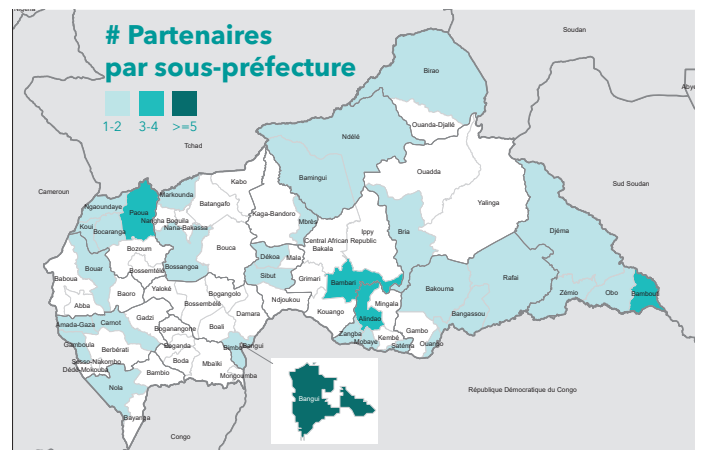 # Partenaires
par sous-préfecture
1-2
3-4
>=5
Soudan
Tchad
Cameroun
Sud Soudan
République Démocratique du Congo
Congo
Central African Republic
Birao
Ouanda-Djallé
Ndélé
Ouadda
Bamingui
Yalinga
Kabo
Markounda
Batangafo
Ngaoundaye
Paoua
Kaga-Bandoro
Mbrès
Nana-Bakassa
Koui
Bocaranga
Ippy
Bria
Djéma
Bouca
Bakala
Bozoum
Bossangoa
Dékoa
Mala
Bouar
Bossemtélé
Sibut
Grimari
Bambari
Rafai
Baboua
Yaloké
Bakouma
Zémio
Obo
Bambouti
Baoro
Bossembélé
Bogangolo
Ndjoukou
Kouango
Mingala
Abba
Gadzi
Damara
Alindao
Bangassou
Amada-Gaza
Carnot
Boganangone
Boali
Zangba
Mobaye
Kembé
Gambo
Satéma
Ouango
Gamboula
Berbérati
Boganda
Bimbo
Bangui
Sosso-Nakombo
Dédé-Mokouba
Bambio
Boda
Mbaïki
Mongoumba
Nola
Bayanga
Bangui